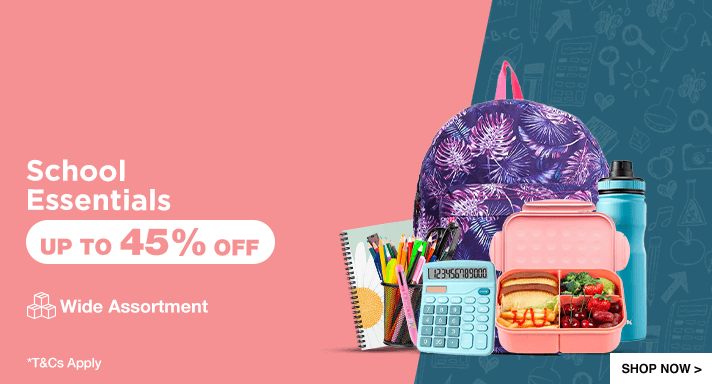 School
Essentials
UP TO 45% OFF
Wide Assortment
*T&Cs Apply
1234567890000
SHOP NOW >